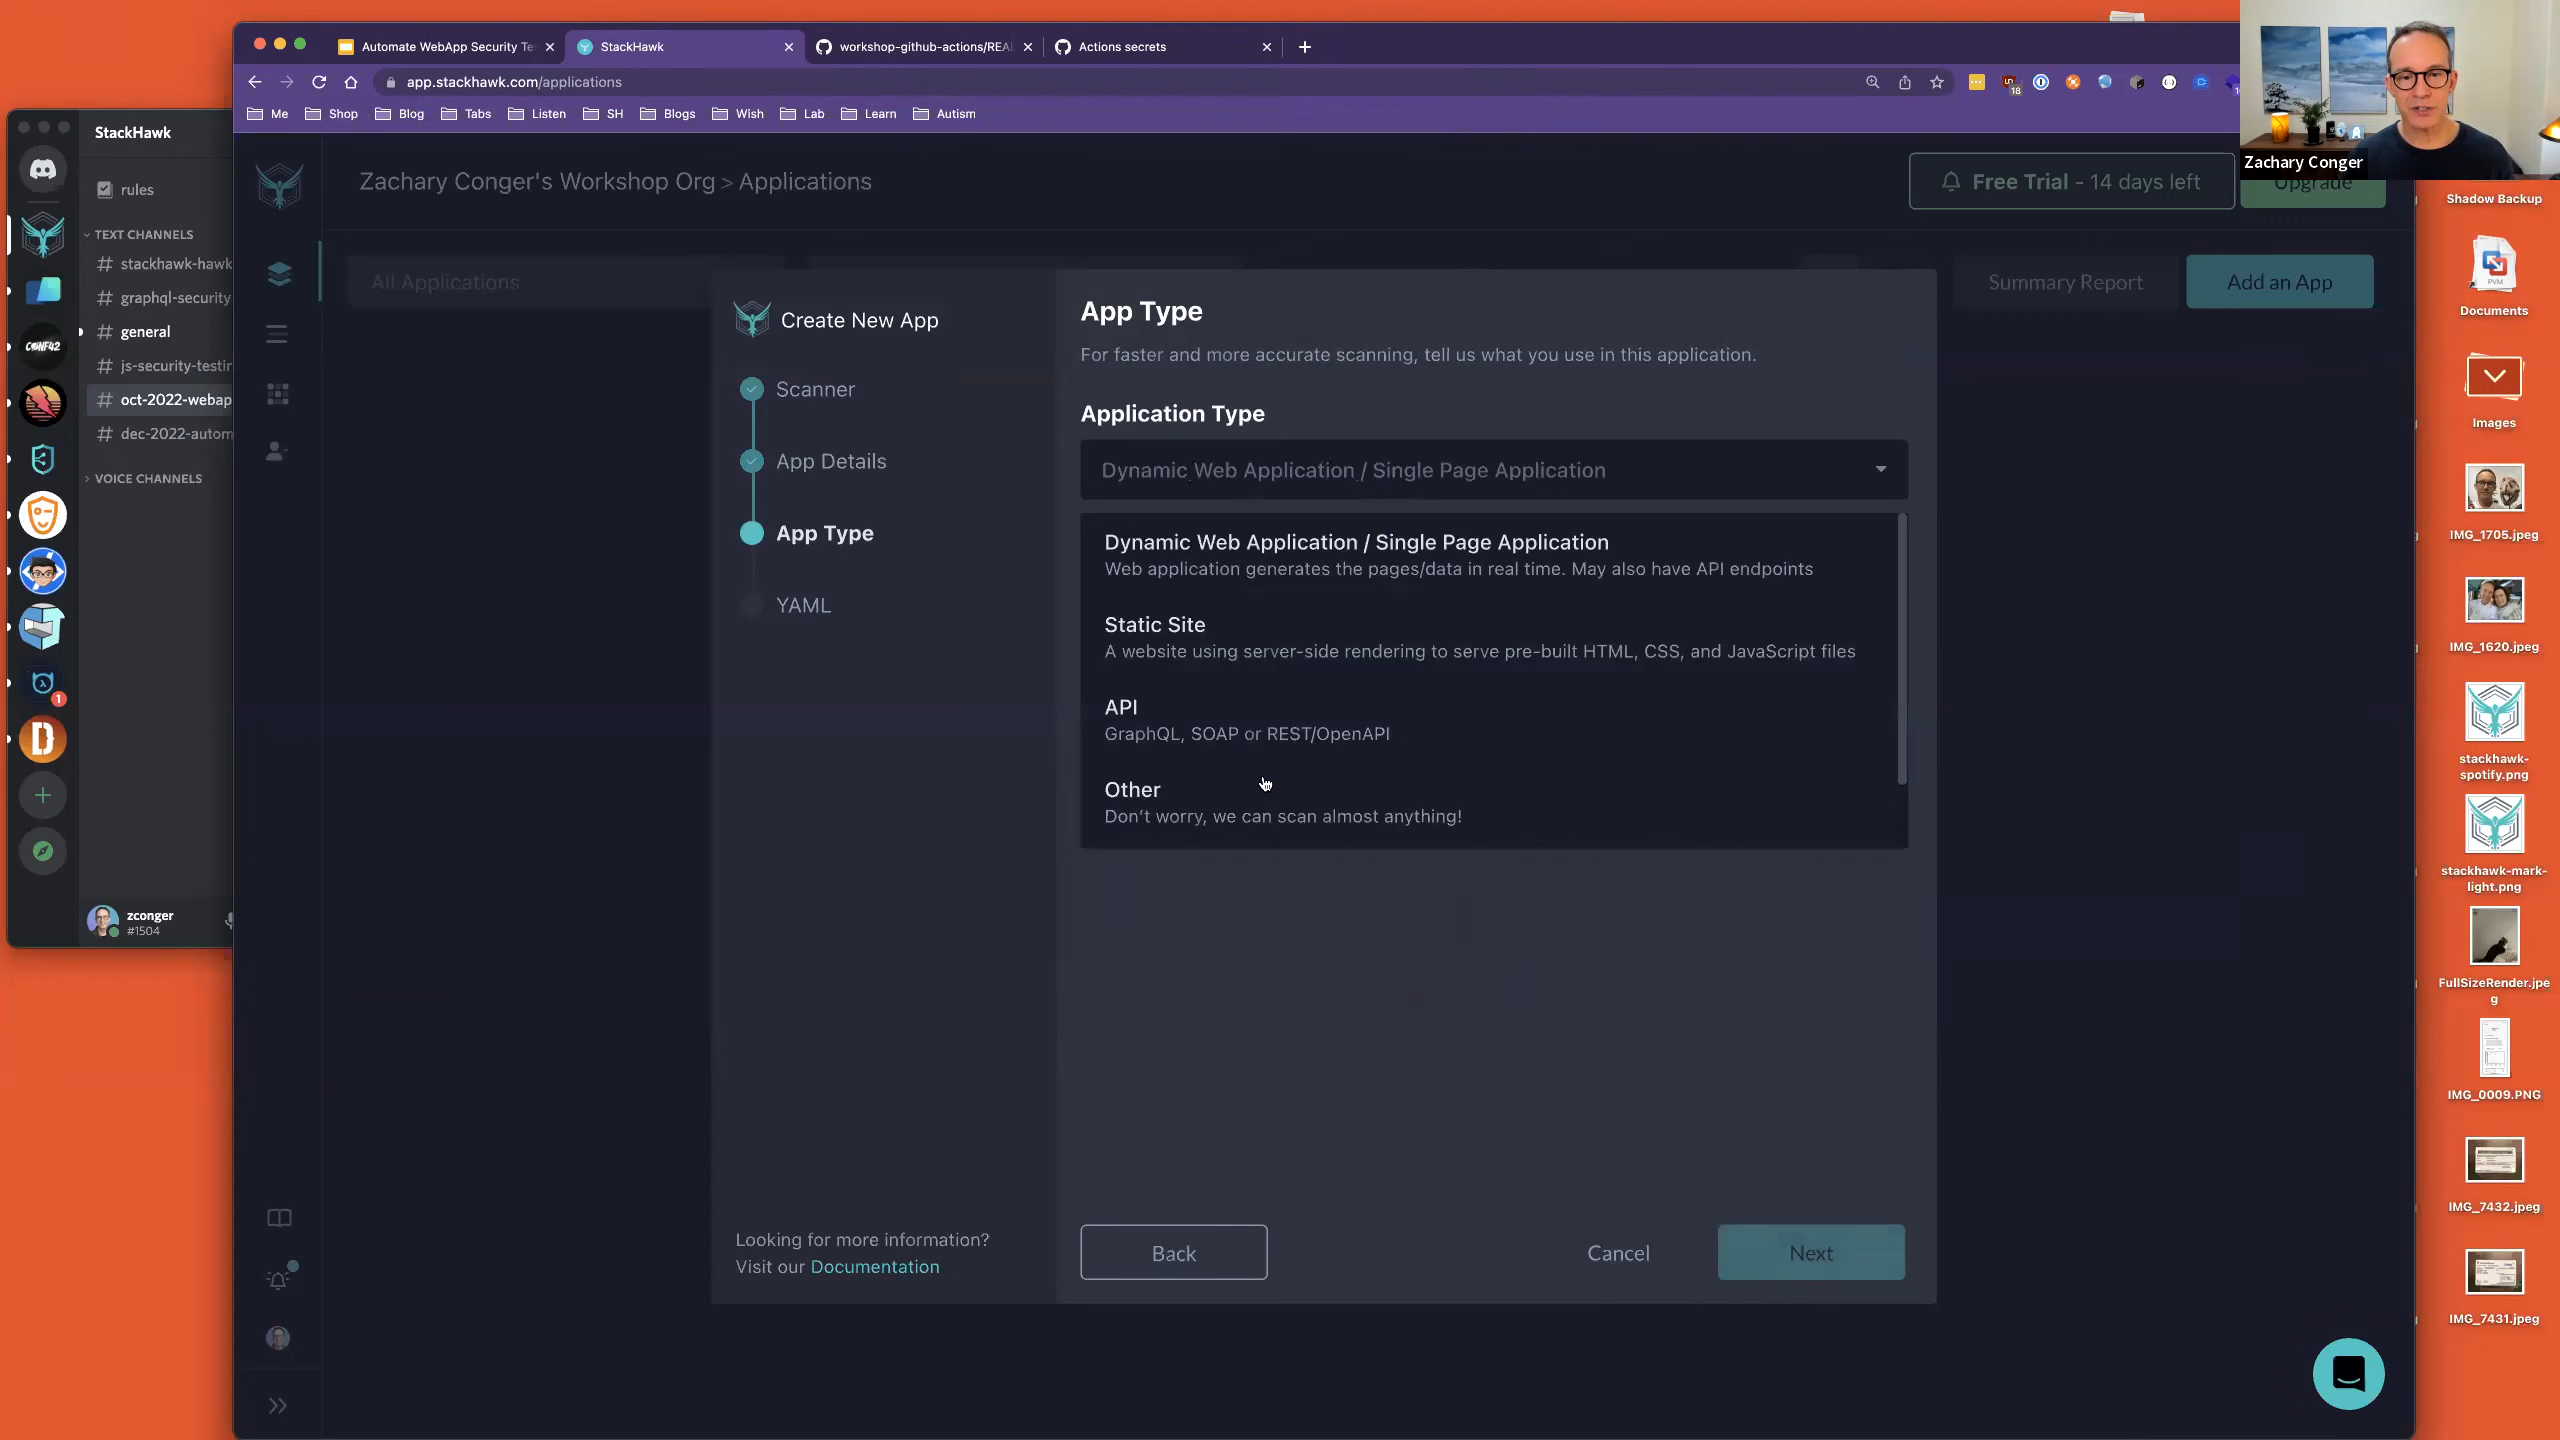 Automate WebApp Security Te
StackHawk
workshop-github-actions/REA
Actions secrets
app.stackhawk.com/applications
18
Me
Shop
Blog
Tabs
Listen
SH
Blogs
Wish
Lab
Learn
Autism
Zachary Conger
StackHawk
rules
TEXT CHANNELS
# stackhawk-hawk
# graphql-security
# general
# js-security-testin
# oct-2022-webap
# dec-2022-autom
VOICE CHANNELS
CONF42
1
D
zconger
#1504
Zachary Conger's Workshop Org > Applications
Free Trial - 14 days left
Upgrade
All Applications
Summary Report
Add an App
Create New App
Scanner
App Details
App Type
YAML
Looking for more information?
Visit our Documentation
App Type
For faster and more accurate scanning, tell us what you use in this application.
Application Type
Dynamic Web Application / Single Page Application
Dynamic Web Application / Single Page Application
Web application generates the pages/data in real time. May also have API endpoints
Static Site
A website using server-side rendering to serve pre-built HTML, CSS, and JavaScript files
API
GraphQL, SOAP or REST/OpenAPI
Other
Don't worry, we can scan almost anything!
Back
Cancel
Next
Shadow Backup
PVM
Documents
Images
IMG_1705.jpeg
IMG_1620.jpeg
stackhawk-
spotify.png
stackhawk-mark-
light.png
FullSizeRender.jpe
g
IMG_0009.PNG
IMG_7432.jpeg
IMG_7431.jpeg